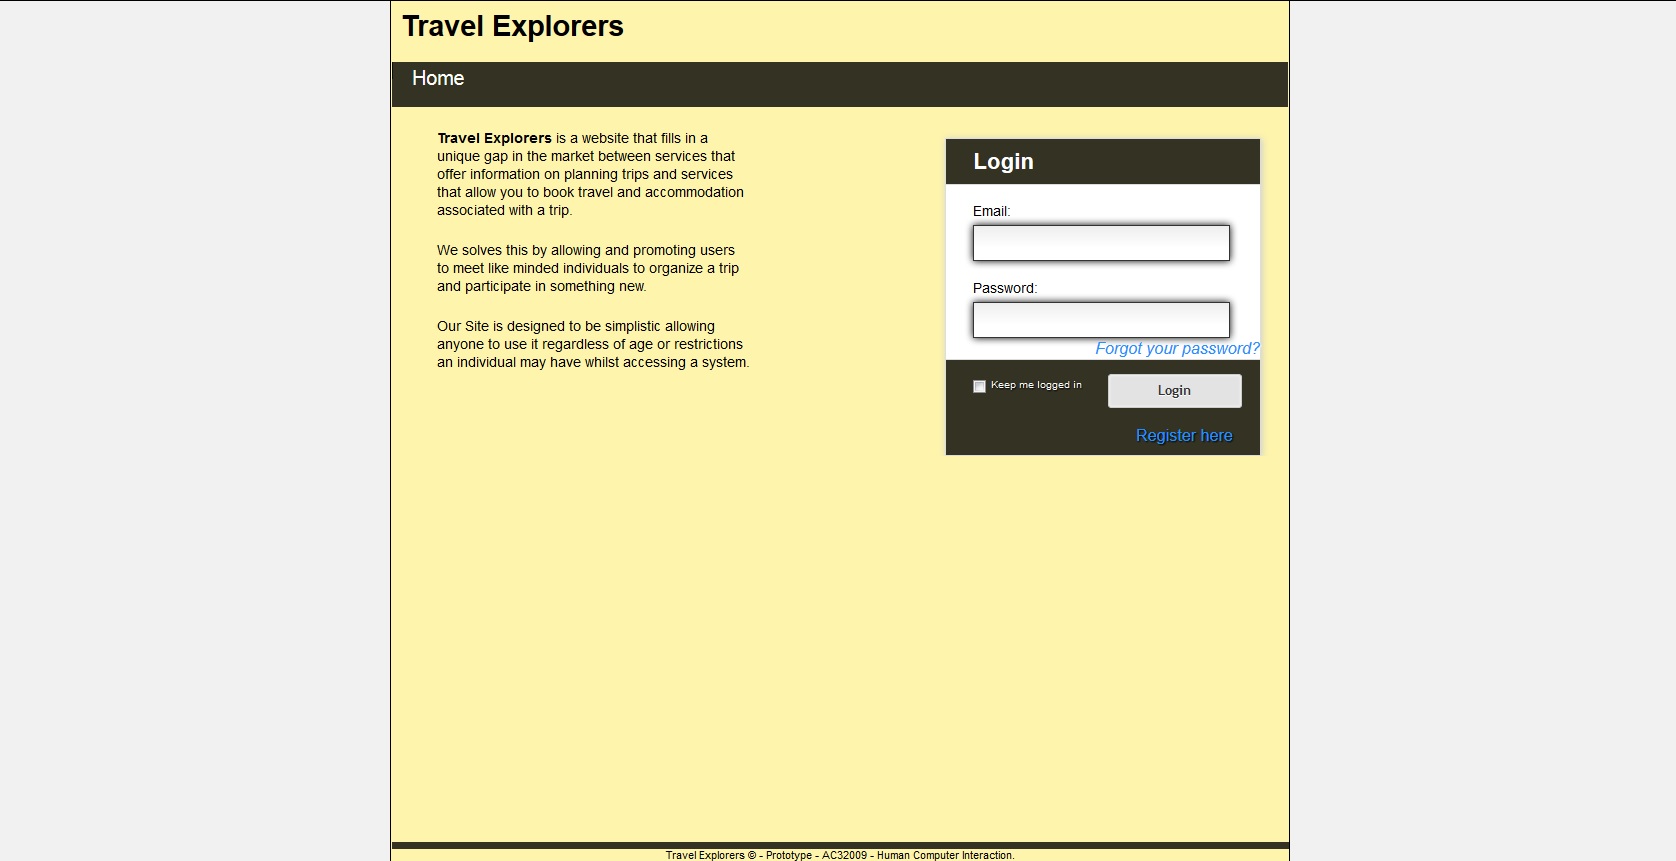 Travel Explorers
Home
Travel Explorers is a website that fills in a
unique gap in the market between services that
offer information on planning trips and services
that allow you to book travel and accommodation
associated with a trip.
We solves this by allowing and promoting users
to meet like minded individuals to organize a trip
and participate in something new.
Our Site is designed to be simplistic allowing
anyone to use it regardless of age or restrictions
an individual may have whilst accessing a system.
Login
Email:
Password:
Forgot your password?
Keep me logged in
Login
Register here
Travel Explorers © - Prototype - AC32009 - Human Computer Interaction.